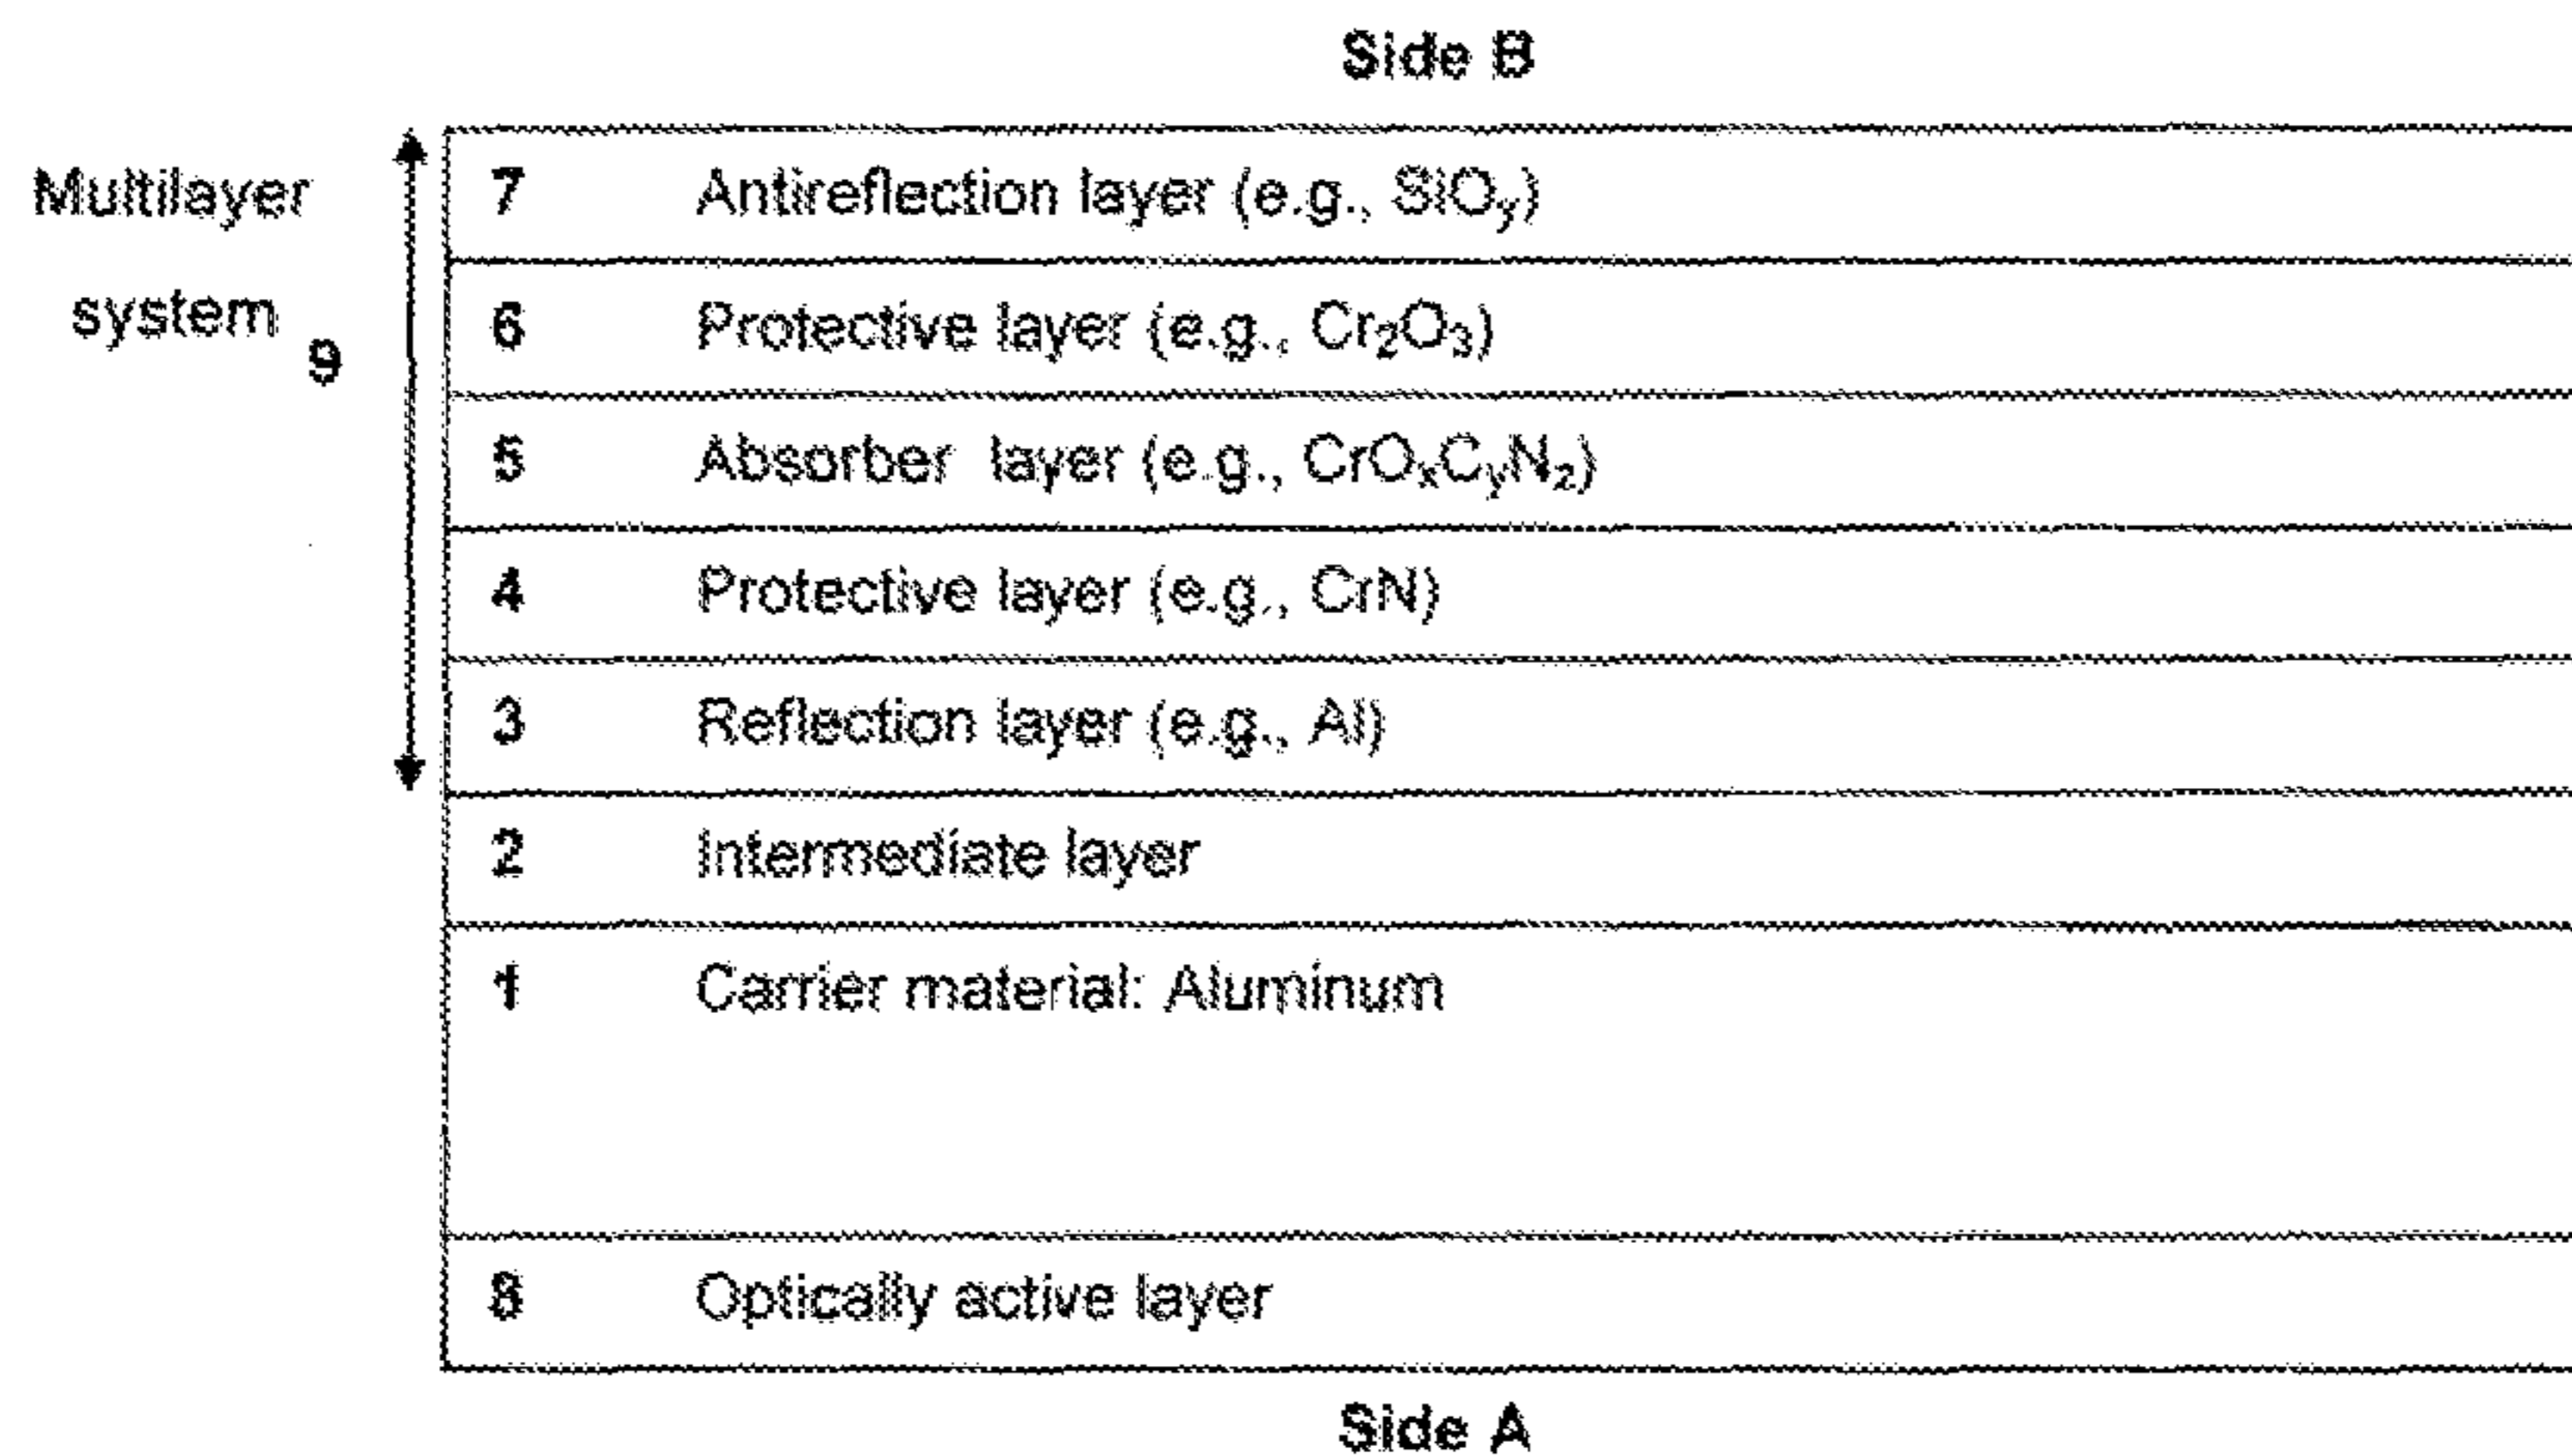 Side B
Multilayer
system 9
7 Antireflection layer (e.g., SiOy)
6 Protective layer (e.g., Cr2O3)
5 Absorber layer (e.g., CrOxCyN2)
4 Protective layer (e.g., CrN)
3 Reflection layer (e.g., Al)
2 Intermediate layer
1 Carrier material: Aluminum
8 Optically active layer
Side A